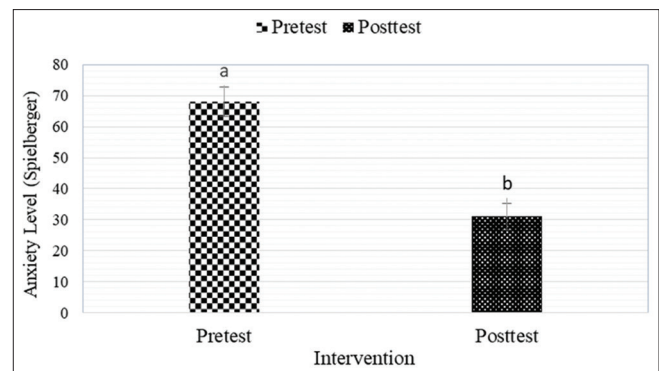 Pretest Posttest
80
70
60
50
40
30
20
10
0
Anxiety Level (Spielberger)
a
b
Pretest Posttest
Intervention